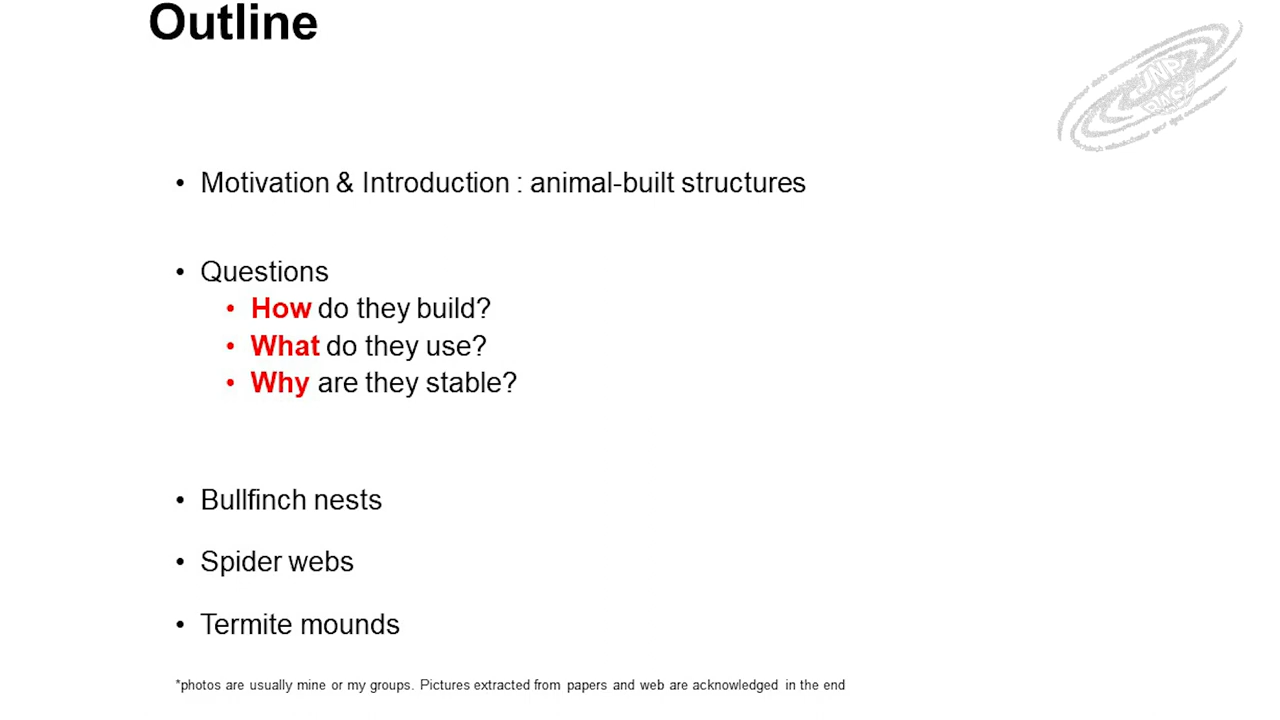 Outline
JNP
• Motivation & Introduction : animal-built structures
• Questions
• How do they build?
• What do they use?
• Why are they stable?
• Bullfinch nests
• Spider webs
• Termite mounds
*photos are usually mine or my groups. Pictures extracted from papers and web are acknowledged in the end